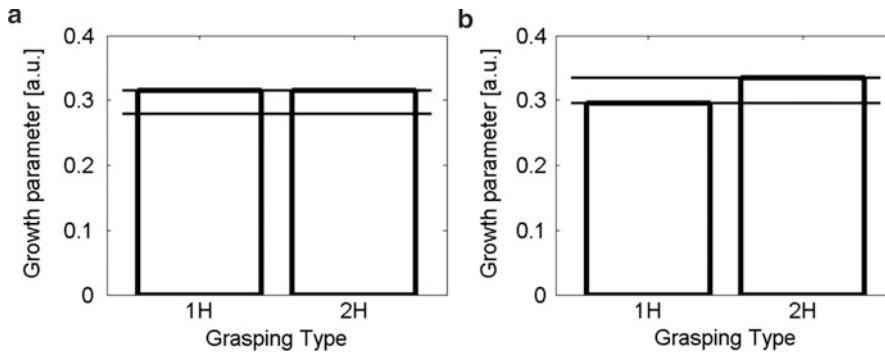 a
Growth parameter [a.u.]
0.4
0.3
0.2
0.1
0
1H 2H
Grasping Type
b
Growth parameter [a.u.]
0.4
0.3
0.2
0.1
0
1H 2H
Grasping Type